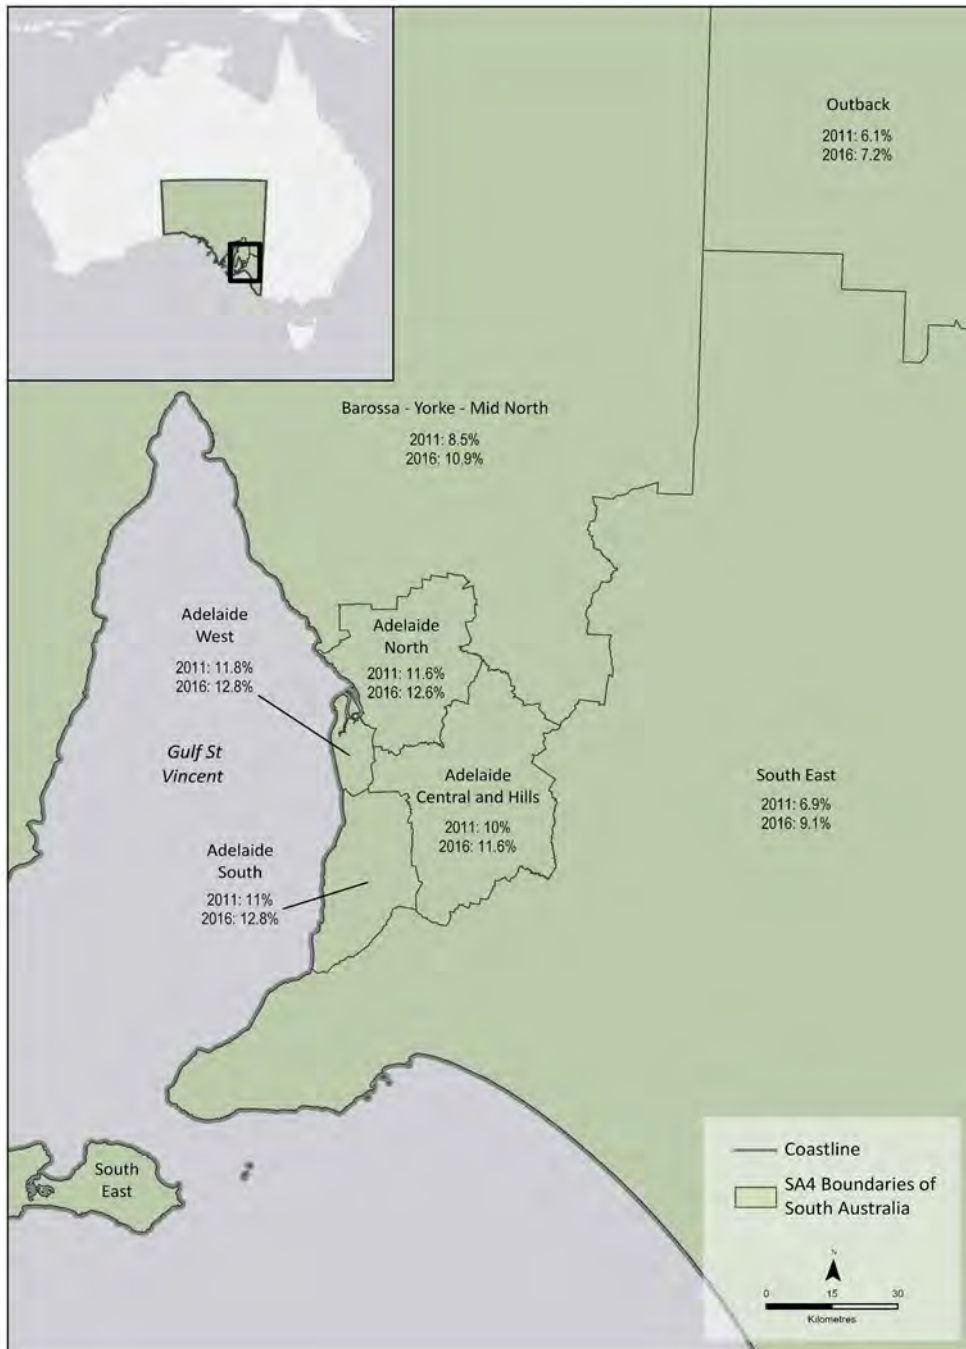 Outback
2011: 6.1%
2016: 7.2%
Barossa - Yorke - Mid North
2011: 8.5%
2016: 10.9%
Adelaide
West
2011: 11.8%
2016: 12.8%
Adelaide
North
2011: 11.6%
2016: 12.6%
Gulf St
Vincent
Adelaide
Central and Hills
2011: 10%
2016: 11.6%
South East
2011: 6.9%
2016: 9.1%
Adelaide
South
2011: 11%
2016: 12.8%
South
East
Coastline
SA4 Boundaries of
South Australia
N
0 15 30
Kilometres